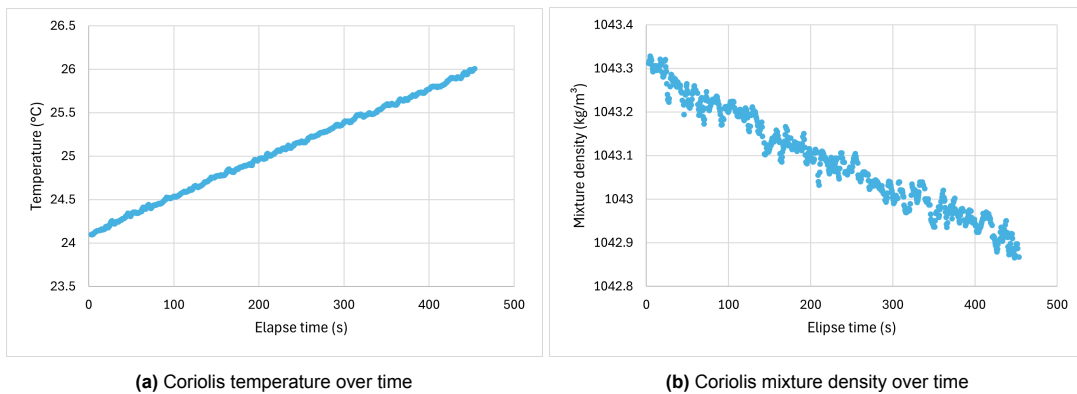 26.5
26
25.5
25
24.5
24
23.5
Temperature (°C)
0 100 200 300 400 500
Elapse time (s)
(a) Coriolis temperature over time
1043.4
1043.3
1043.2
1043.1
1043
1042.9
1042.8
Mixture density (kg/m³)
0 100 200 300 400 500
Elipse time (s)
(b) Coriolis mixture density over time